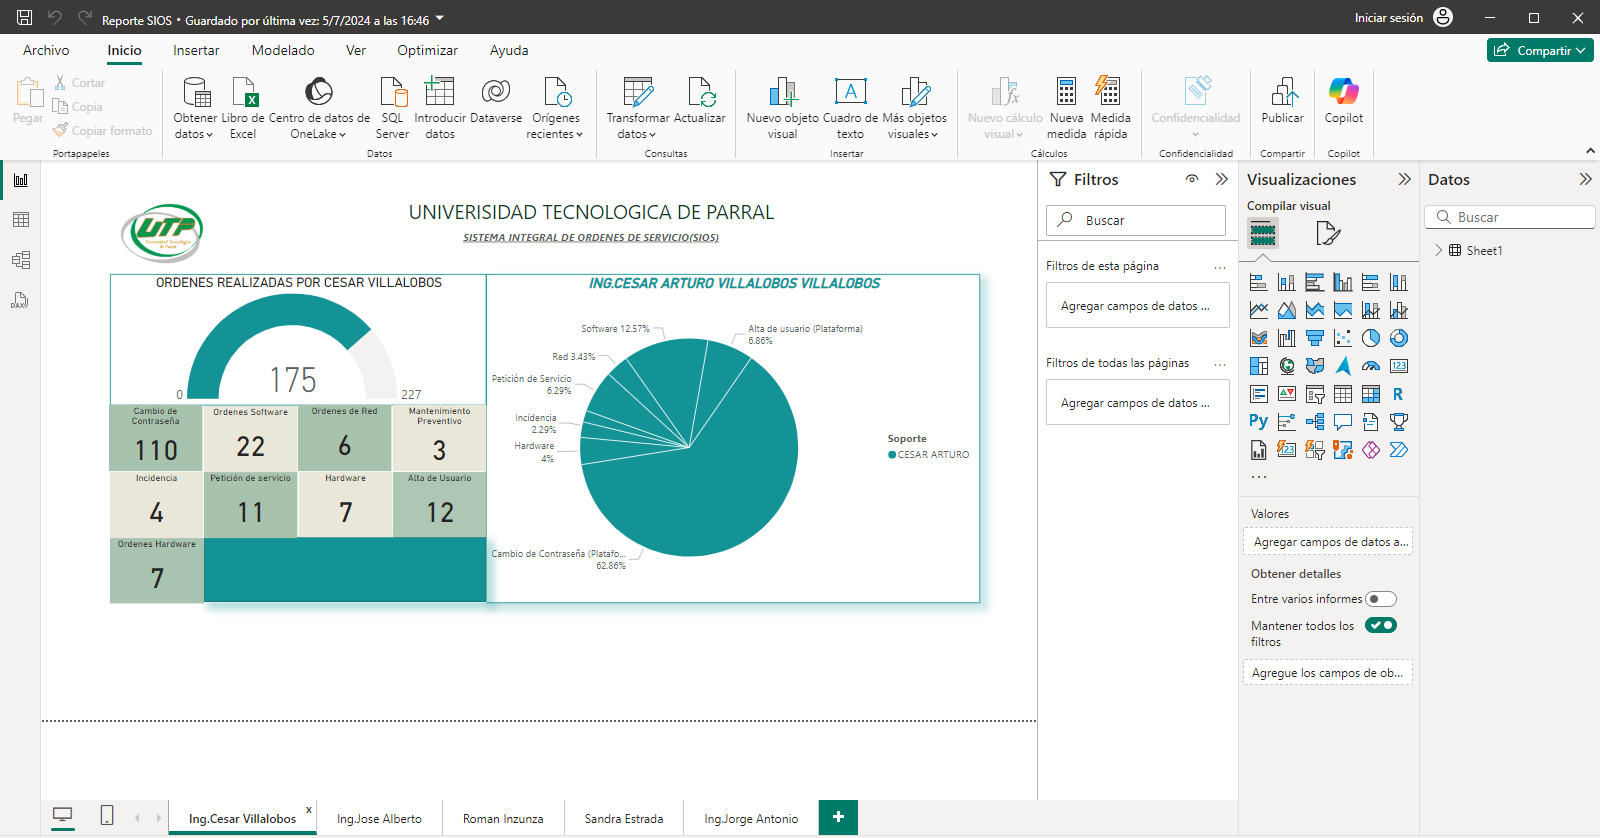 Reporte SIOS • Guardado por última vez: 5/7/2024 a las 16:46
Iniciar sesión
Archivo
Inicio
Insertar
Modelado
Ver
Optimizar
Ayuda
Compartir
Pegar
Cortar
Copia
Copiar formato
Portapapeles
Obtener datos
Libro de Excel
Centro de datos de OneLake
SQL Server
Introducir datos
Dataverse
Orígenes recientes
Datos
Transformar datos
Actualizar
Consultas
Nuevo objeto visual
Cuadro de texto
Más objetos visuales
Insertar
Nuevo cálculo visual
Nueva medida
Medida rápida
Cálculos
Confidencialidad
Confidencialidad
Publicar
Compartir
Copilot
Copilot
UTP
Universidad Tecnológica
de Parral
UNIVERISIDAD TECNOLOGICA DE PARRAL
SISTEMA INTEGRAL DE ORDENES DE SERVICIO(SIOS)
ORDENES REALIZADAS POR CESAR VILLALOBOS
175
0
227
Cambio de Contraseña
110
Ordenes Software
22
Ordenes de Red
6
Mantenimiento Preventivo
3
Incidencia
4
Petición de servicio
11
Hardware
7
Alta de Usuario
12
Ordenes Hardware
7
ING.CESAR ARTURO VILLALOBOS VILLALOBOS
Software 12.57%
Alta de usuario (Plataforma)
6.86%
Red 3.43%
Petición de Servicio
6.29%
Incidencia
2.29%
Hardware
4%
Cambio de Contraseña (Platafo...
62.86%
Soporte
CESAR ARTURO
Filtros
Buscar
Filtros de esta página
...
Agregar campos de datos ...
Filtros de todas las páginas
...
Agregar campos de datos ...
Visualizaciones
Compilar visual
123
R
Py
123
...
Valores
Agregar campos de datos a...
Obtener detalles
Entre varios informes
Mantener todos los
filtros
Agregue los campos de ob...
Datos
Buscar
Sheet1
DAX
Ing.Cesar Villalobos
x
Ing.Jose Alberto
Roman Inzunza
Sandra Estrada
Ing.Jorge Antonio
+